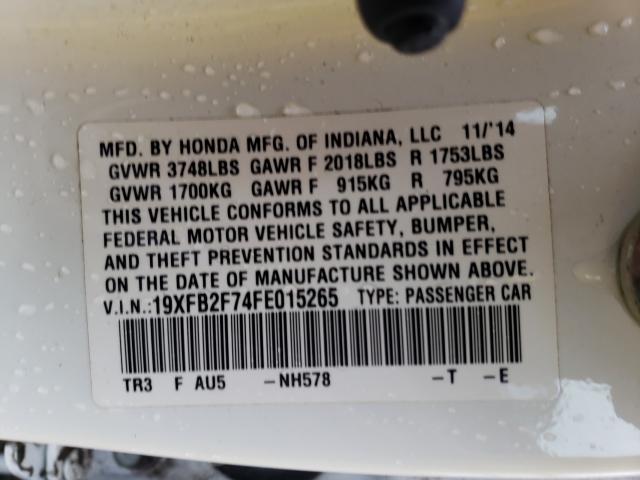 MFD. BY HONDA MFG. OF INDIANA, LLC 11/'14
GVWR 3748LBS GAWR F 2018LBS R 1753LBS
GVWR 1700KG GAWR F 915KG R 795KG
THIS VEHICLE CONFORMS TO ALL APPLICABLE
FEDERAL MOTOR VEHICLE SAFETY, BUMPER,
AND THEFT PREVENTION STANDARDS IN EFFECT
ON THE DATE OF MANUFACTURE SHOWN ABOVE.
V.I.N.:19XFB2F74FE015265 TYPE: PASSENGER CAR
TR3 F AU5 -NH578 -T -E